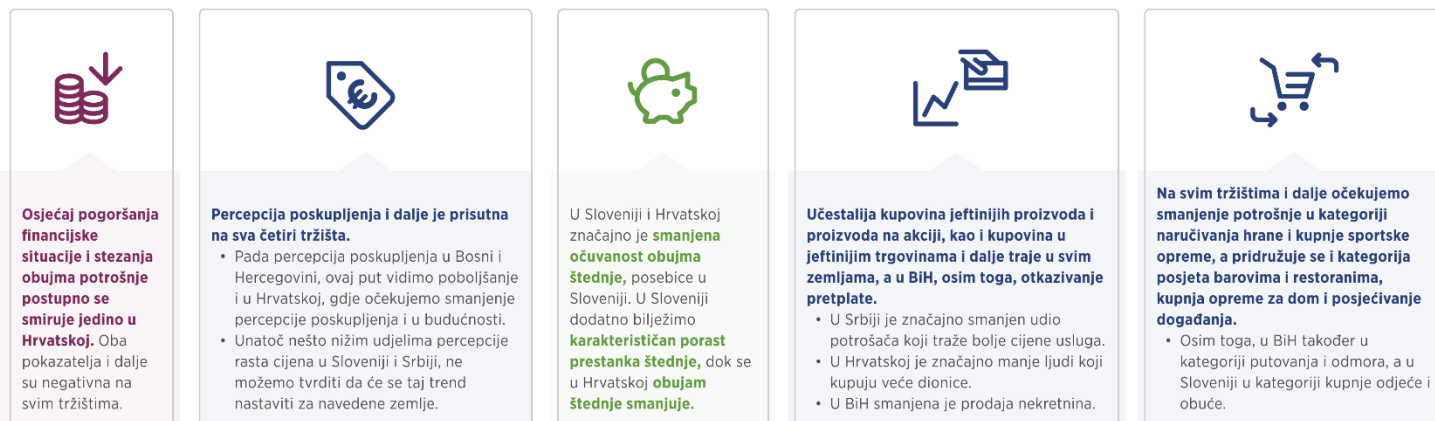 Osjećaj pogoršanja
financijske
situacije i stezanja
obujma potrošnje
postupno se
smiruje jedino u
Hrvatskoj. Oba
pokazatelja i dalje
su negativna na
svim tržištima.
Percepcija poskupljenja i dalje je prisutna
na sva četiri tržišta.
• Pada percepcija poskupljenja u Bosni i
Hercegovini, ovaj put vidimo poboljšanje
i u Hrvatskoj, gdje očekujemo smanjenje
percepcije poskupljenja i u budućnosti.
• Unatoč nešto nižim udjelima percepcije
rasta cijena u Sloveniji i Srbiji, ne
možemo tvrditi da će se taj trend
nastaviti za navedene zemlje.
U Sloveniji i Hrvatskoj
značajno je smanjena
očuvanost obujma
štednje, posebice u
Sloveniji. U Sloveniji
dodatno bilježimo
karakterističan porast
prestanka štednje, dok se
u Hrvatskoj obujam
štednje smanjuje.
Učestalija kupovina jeftinijih proizvoda i
proizvoda na akciji, kao i kupovina u
jeftinijim trgovinama i dalje traje u svim
zemljama, a u BiH, osim toga, otkazivanje
pretplate.
• U Srbiji je značajno smanjen udio
potrošača koji traže bolje cijene usluga.
• U Hrvatskoj je značajno manje ljudi koji
kupuju veće dionice.
• U BiH smanjena je prodaja nekretnina.
Na svim tržištima i dalje očekujemo
smanjenje potrošnje u kategoriji
naručivanja hrane i kupnje sportske
opreme, a pridružuje se i kategorija
posjeta barovima i restoranima,
kupnja opreme za dom i posjećivanje
događanja.
• Osim toga, u BiH također u
kategoriji putovanja i odmora, a u
Sloveniji u kategoriji kupnje odjeće i
obuće.